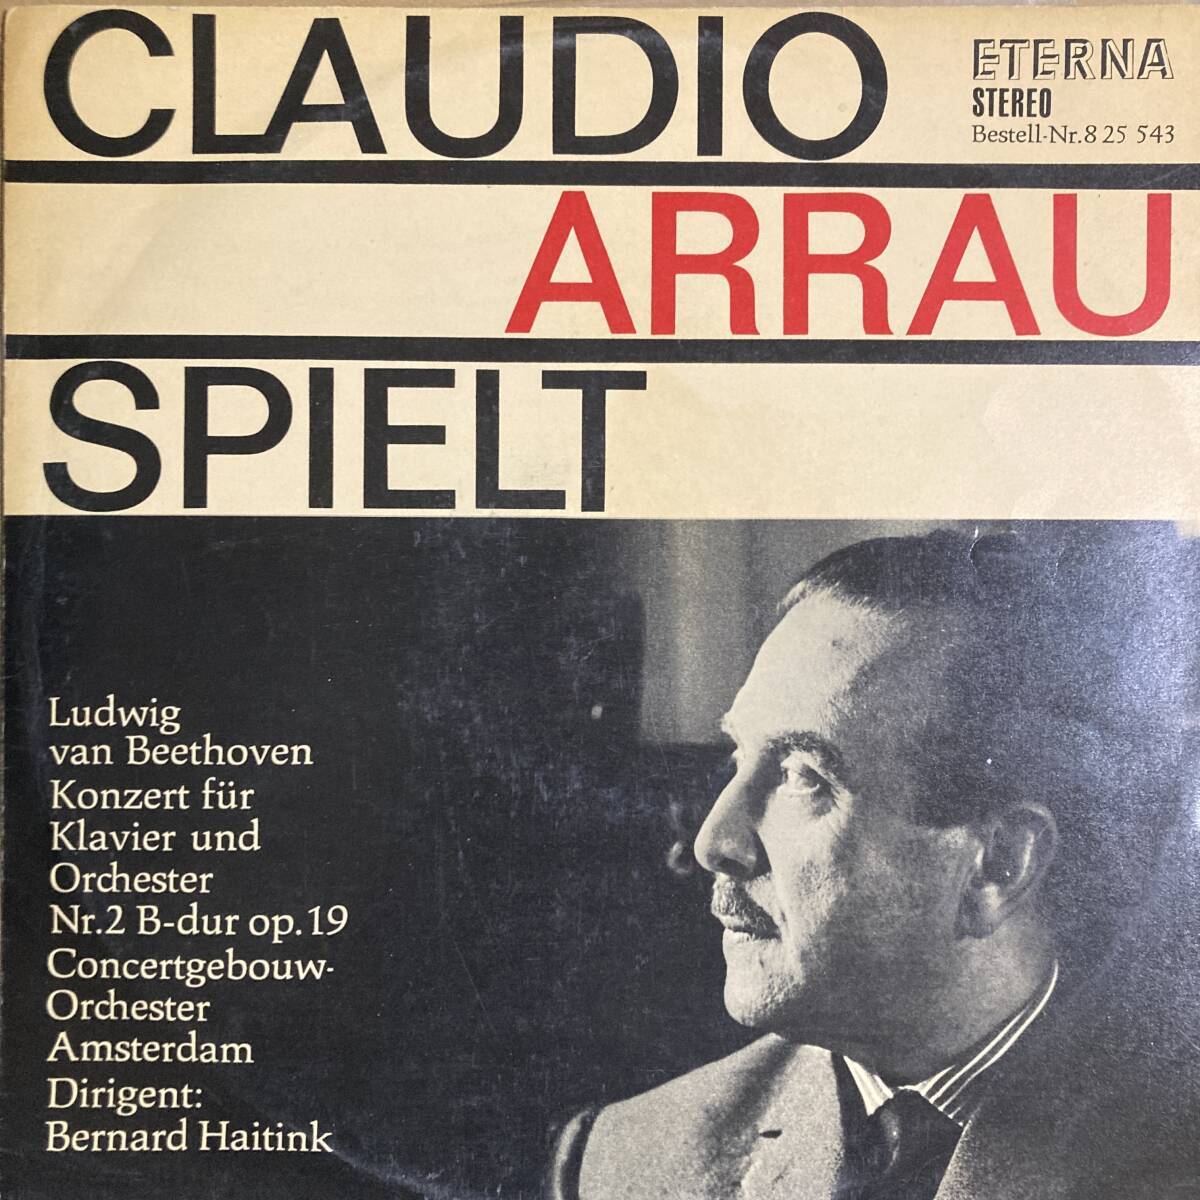 CLAUDIO
ETERNA
STEREO
Bestell-Nr. 8 25 543
ARRAU
SPIELT
Ludwig
van Beethoven
Konzert für
Klavier und
Orchester
Nr.2 B-dur op.19
Concertgebouw-
Orchester
Amsterdam
Dirigent:
Bernard Haitink